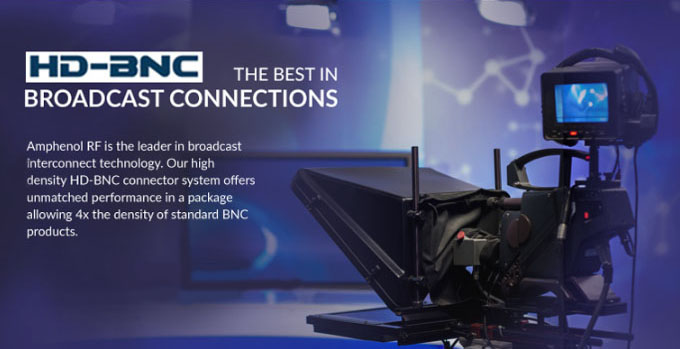 HD-BNC THE BEST IN
BROADCAST CONNECTIONS
Amphenol RF is the leader in broadcast
interconnect technology. Our high
density HD-BNC connector system offers
unmatched performance in a package
allowing 4x the density of standard BNC
products.